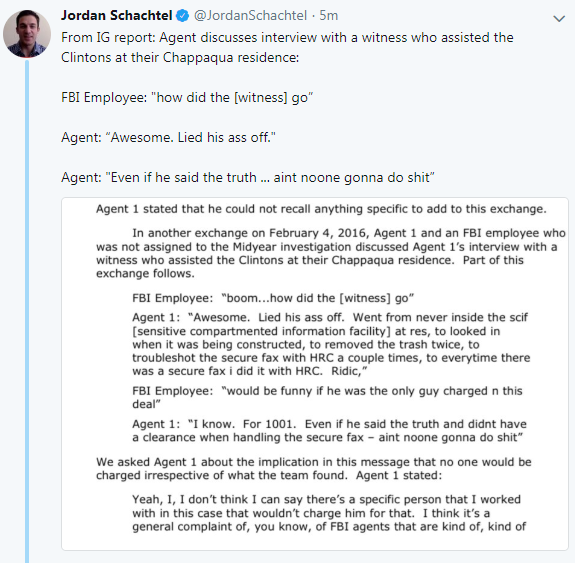 Jordan Schachtel @JordanSchachtel · 5m
From IG report: Agent discusses interview with a witness who assisted the
Clintons at their Chappaqua residence:
FBI Employee: "how did the [witness] go”
Agent: “Awesome. Lied his ass off."
Agent: "Even if he said the truth ... aint noone gonna do shit”
Agent 1 stated that he could not recall anything specific to add to this exchange.
In another exchange on February 4, 2016, Agent 1 and an FBI employee who
was not assigned to the Midyear investigation discussed Agent 1’s interview with a
witness who assisted the Clintons at their Chappaqua residence. Part of this
exchange follows.
FBI Employee: “boom...how did the [witness] go”
Agent 1: “Awesome. Lied his ass off. Went from never inside the scif
[sensitive compartmented information facility] at res, to looked in
when it was being constructed, to removed the trash twice, to
troubleshot the secure fax with HRC a couple times, to everytime there
was a secure fax i did it with HRC. Ridic,”
FBI Employee: “would be funny if he was the only guy charged n this
deal”
Agent 1: “I know. For 1001. Even if he said the truth and didnt have
a clearance when handling the secure fax – aint noone gonna do shit”
We asked Agent 1 about the implication in this message that no one would be
charged irrespective of what the team found. Agent 1 stated:
Yeah, I, I don’t think I can say there’s a specific person that I worked
with in this case that wouldn’t charge him for that. I think it’s a
general complaint of, you know, of FBI agents that are kind of, kind of